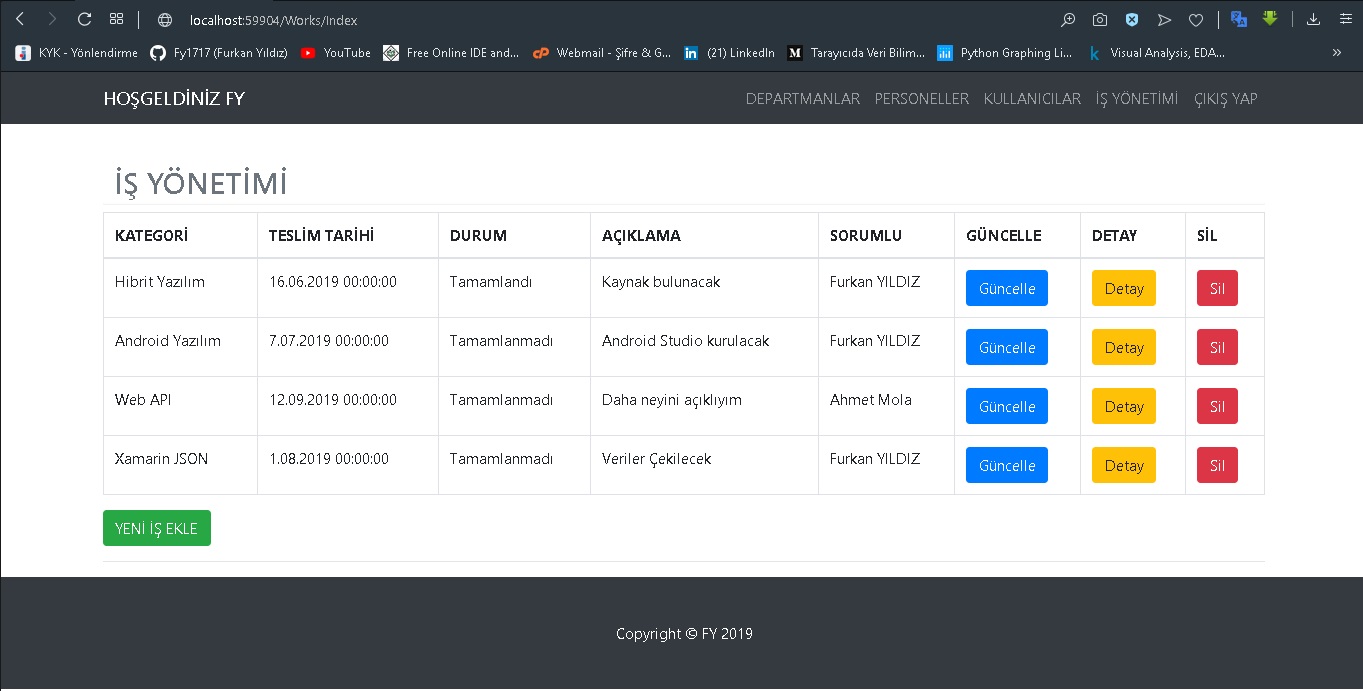 localhost:59904/Works/Index
KYK - Yönlendirme Fy1717 (Furkan Yıldız) YouTube Free Online IDE and... Webmail - Şifre & G... (21) LinkedIn Tarayıcıda Veri Bilim... Python Graphing Li... Visual Analysis, EDA...
HOŞGELDİNİZ FY DEPARTMANLAR PERSONELLER KULLANICILAR İŞ YÖNETİMİ ÇIKIŞ YAP
İŞ YÖNETİMİ
KATEGORİ TESLİM TARİHİ DURUM AÇIKLAMA SORUMLU GÜNCELLE DETAY SİL
Hibrit Yazılım 16.06.2019 00:00:00 Tamamlandı Kaynak bulunacak Furkan YILDIZ Güncelle Detay Sil
Android Yazılım 7.07.2019 00:00:00 Tamamlanmadı Android Studio kurulacak Furkan YILDIZ Güncelle Detay Sil
Web API 12.09.2019 00:00:00 Tamamlanmadı Daha neyini açıklıyım Ahmet Mola Güncelle Detay Sil
Xamarin JSON 1.08.2019 00:00:00 Tamamlanmadı Veriler Çekilecek Furkan YILDIZ Güncelle Detay Sil
YENİ İŞ EKLE
Copyright © FY 2019